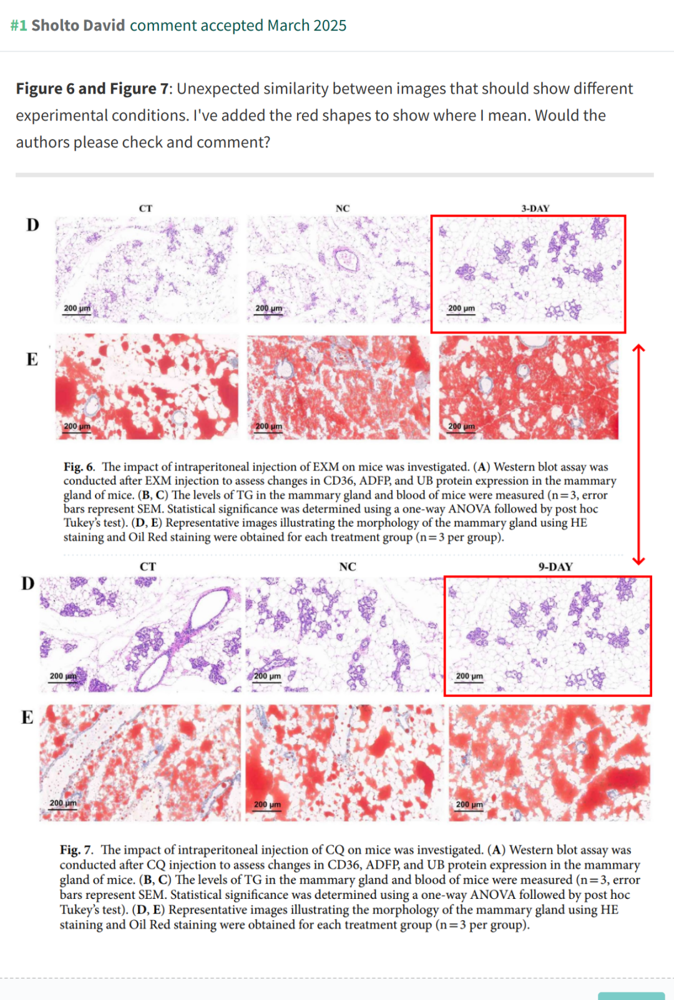 #1 Sholto David comment accepted March 2025
Figure 6 and Figure 7: Unexpected similarity between images that should show different
experimental conditions. I've added the red shapes to show where I mean. Would the
authors please check and comment?
CT NC 3-DAY
D
200 µm 200 µm 200 µm
E
200 µm 200 µm 200 µm
Fig. 6. The impact of intraperitoneal injection of EXM on mice was investigated. (A) Western blot assay was
conducted after EXM injection to assess changes in CD36, ADFP, and UB protein expression in the mammary
gland of mice. (B, C) The levels of TG in the mammary gland and blood of mice were measured (n=3, error
bars represent SEM. Statistical significance was determined using a one-way ANOVA followed by post hoc
Tukey's test). (D, E) Representative images illustrating the morphology of the mammary gland using HE
staining and Oil Red staining were obtained for each treatment group (n=3 per group).
CT NC 9-DAY
D
200 µm 200 µm 200 µm
E
200 µm 200 µm 200 µm
Fig. 7. The impact of intraperitoneal injection of CQ on mice was investigated. (A) Western blot assay was
conducted after CQ injection to assess changes in CD36, ADFP, and UB protein expression in the mammary
gland of mice. (B, C) The levels of TG in the mammary gland and blood of mice were measured (n=3, error
bars represent SEM. Statistical significance was determined using a one-way ANOVA followed by post hoc
Tukey's test). (D, E) Representative images illustrating the morphology of the mammary gland using HE
staining and Oil Red staining were obtained for each treatment group (n=3 per group).